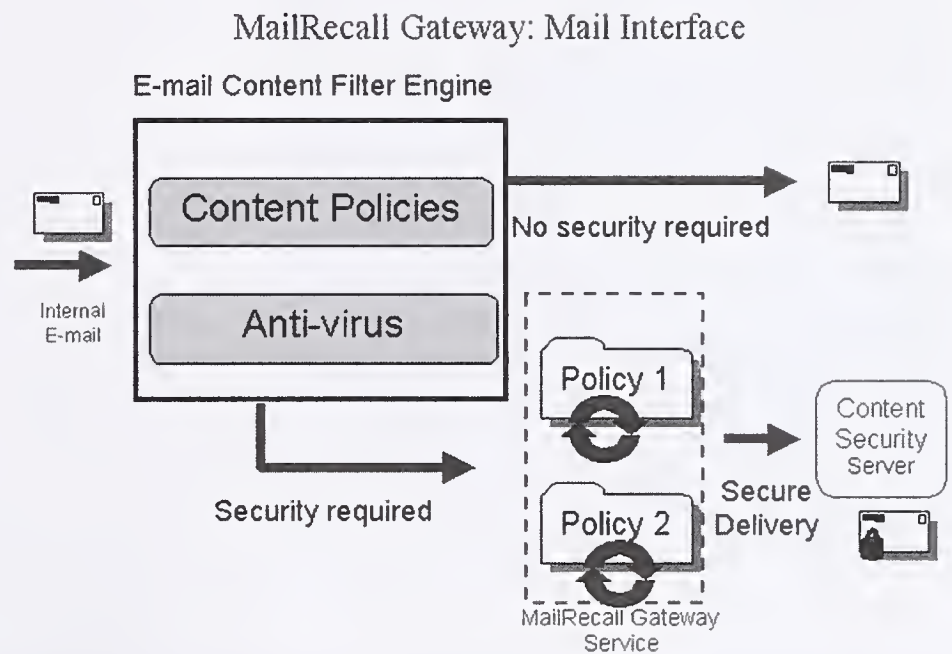 MailRecall Gateway: Mail Interface
E-mail Content Filter Engine
Content Policies
Anti-virus
Internal
E-mail
No security required
Security required
Policy 1
Policy 2
MailRecall Gateway
Service
Secure
Delivery
Content
Security
Server